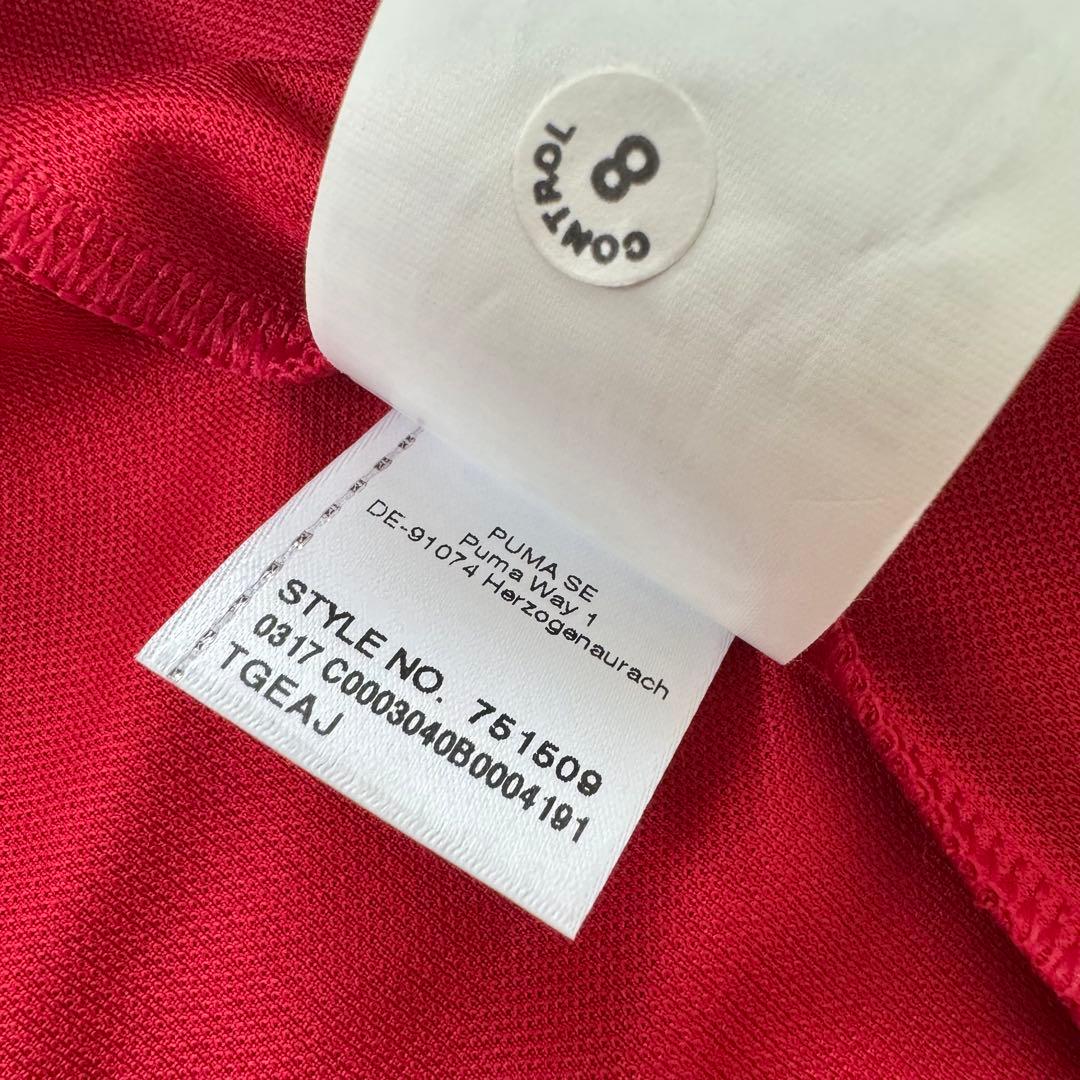 8
CONTROL
PUMA SE
Puma Way 1
DE-91074 Herzogenaurach
STYLE NO. 751509
0317 C0003040B0004191
TGEAJ